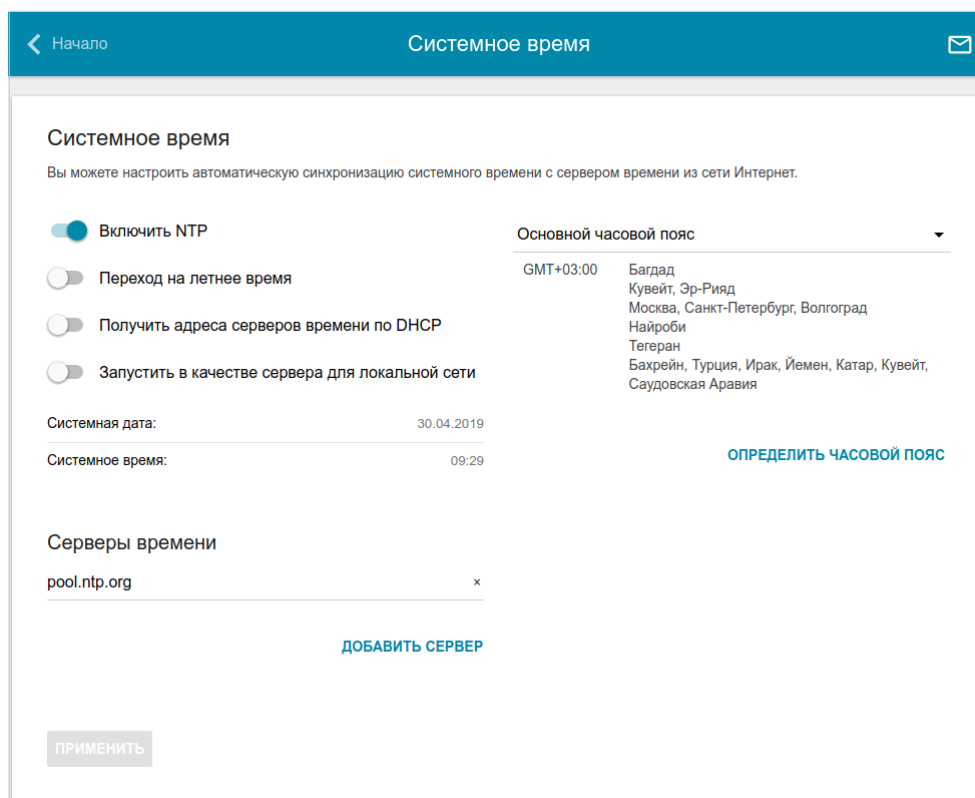 Начало
Системное время
Системное время
Вы можете настроить автоматическую синхронизацию системного времени с сервером времени из сети Интернет.
Включить NTP
Переход на летнее время
Получить адреса серверов времени по DHCP
Запустить в качестве сервера для локальной сети
Системная дата: 30.04.2019
Системное время: 09:29
Основной часовой пояс
GMT+03:00 Багдад
Кувейт, Эр-Рияд
Москва, Санкт-Петербург, Волгоград
Найроби
Тегеран
Бахрейн, Турция, Ирак, Йемен, Катар, Кувейт,
Саудовская Аравия
ОПРЕДЕЛИТЬ ЧАСОВОЙ ПОЯС
Серверы времени
pool.ntp.org ×
ДОБАВИТЬ СЕРВЕР
ПРИМЕНИТЬ